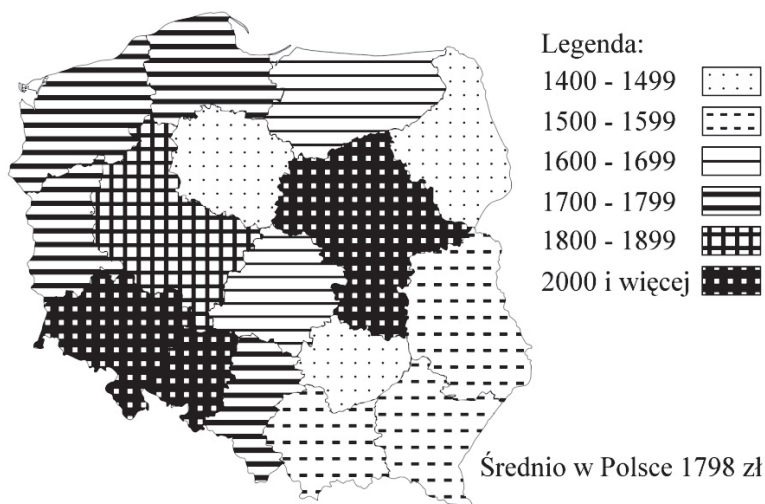 Legenda:
1400 - 1499
1500 - 1599
1600 - 1699
1700 - 1799
1800 - 1899
2000 i więcej
Średnio w Polsce 1798 zł